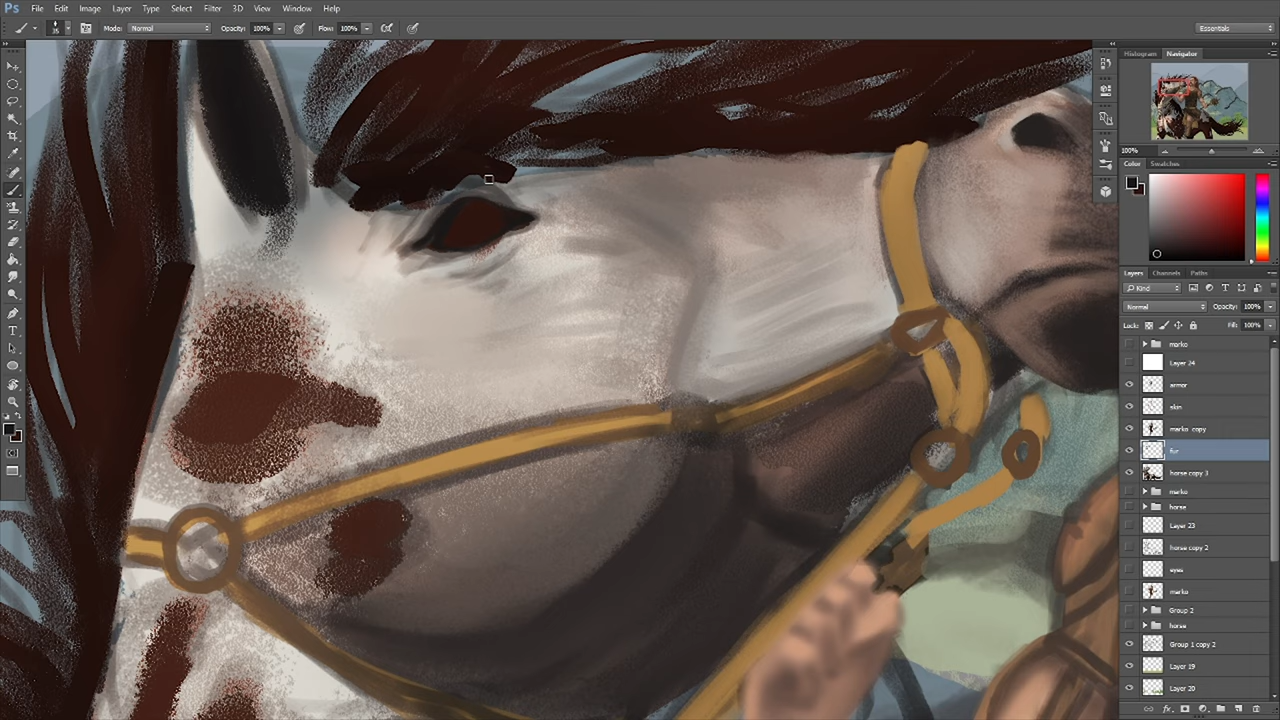 Ps File Edit Image Layer Type Select Filter 3D View Window Help
35 Mode: Normal Opacity: 100% Flow: 100% Essentials
Histogram Navigator
100%
Color Swatches
Layers Channels Paths
Kind
Normal Opacity: 100%
Lock: Fill: 100%
marko
Layer 24
armor
skin
marko copy
fur
horse copy 3
marko
horse
Layer 23
horse copy 2
eyes
marko
Group 2
horse
Group 1 copy 2
Layer 19
Layer 20